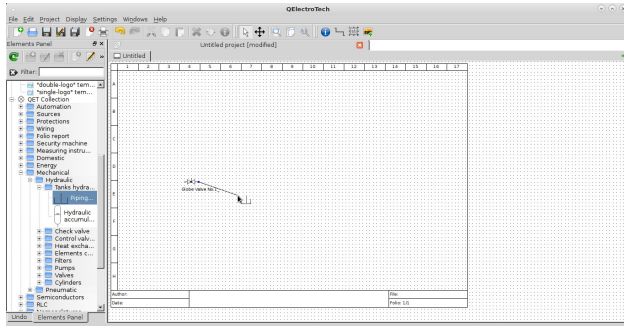 QElectroTech
File Edit Project Display Settings Windows Help
Elements Panel
Untitled project [modified]
Untitled
Filter:
1 2 3 4 5 6 7 8 9 10 11 12 13 14 15 16 17
A
B
C
D
E
F
G
H
"double-logo" tem...
"single-logo" tem...
QET Collection
Automation
Sources
Protections
Wiring
Folio report
Security machine
Measuring instru...
Domestic
Energy
Mechanical
Hydraulic
Tanks hydra...
Piping...
Hydraulic
accumul...
Check valve
Control valv...
Heat excha...
Elements c...
Filters
Pumps
Valves
Cylinders
Pneumatic
Semiconductors
RLC
Globe Valve
Author:
Date:
File:
Folio: 1/1
Undo
Elements Panel